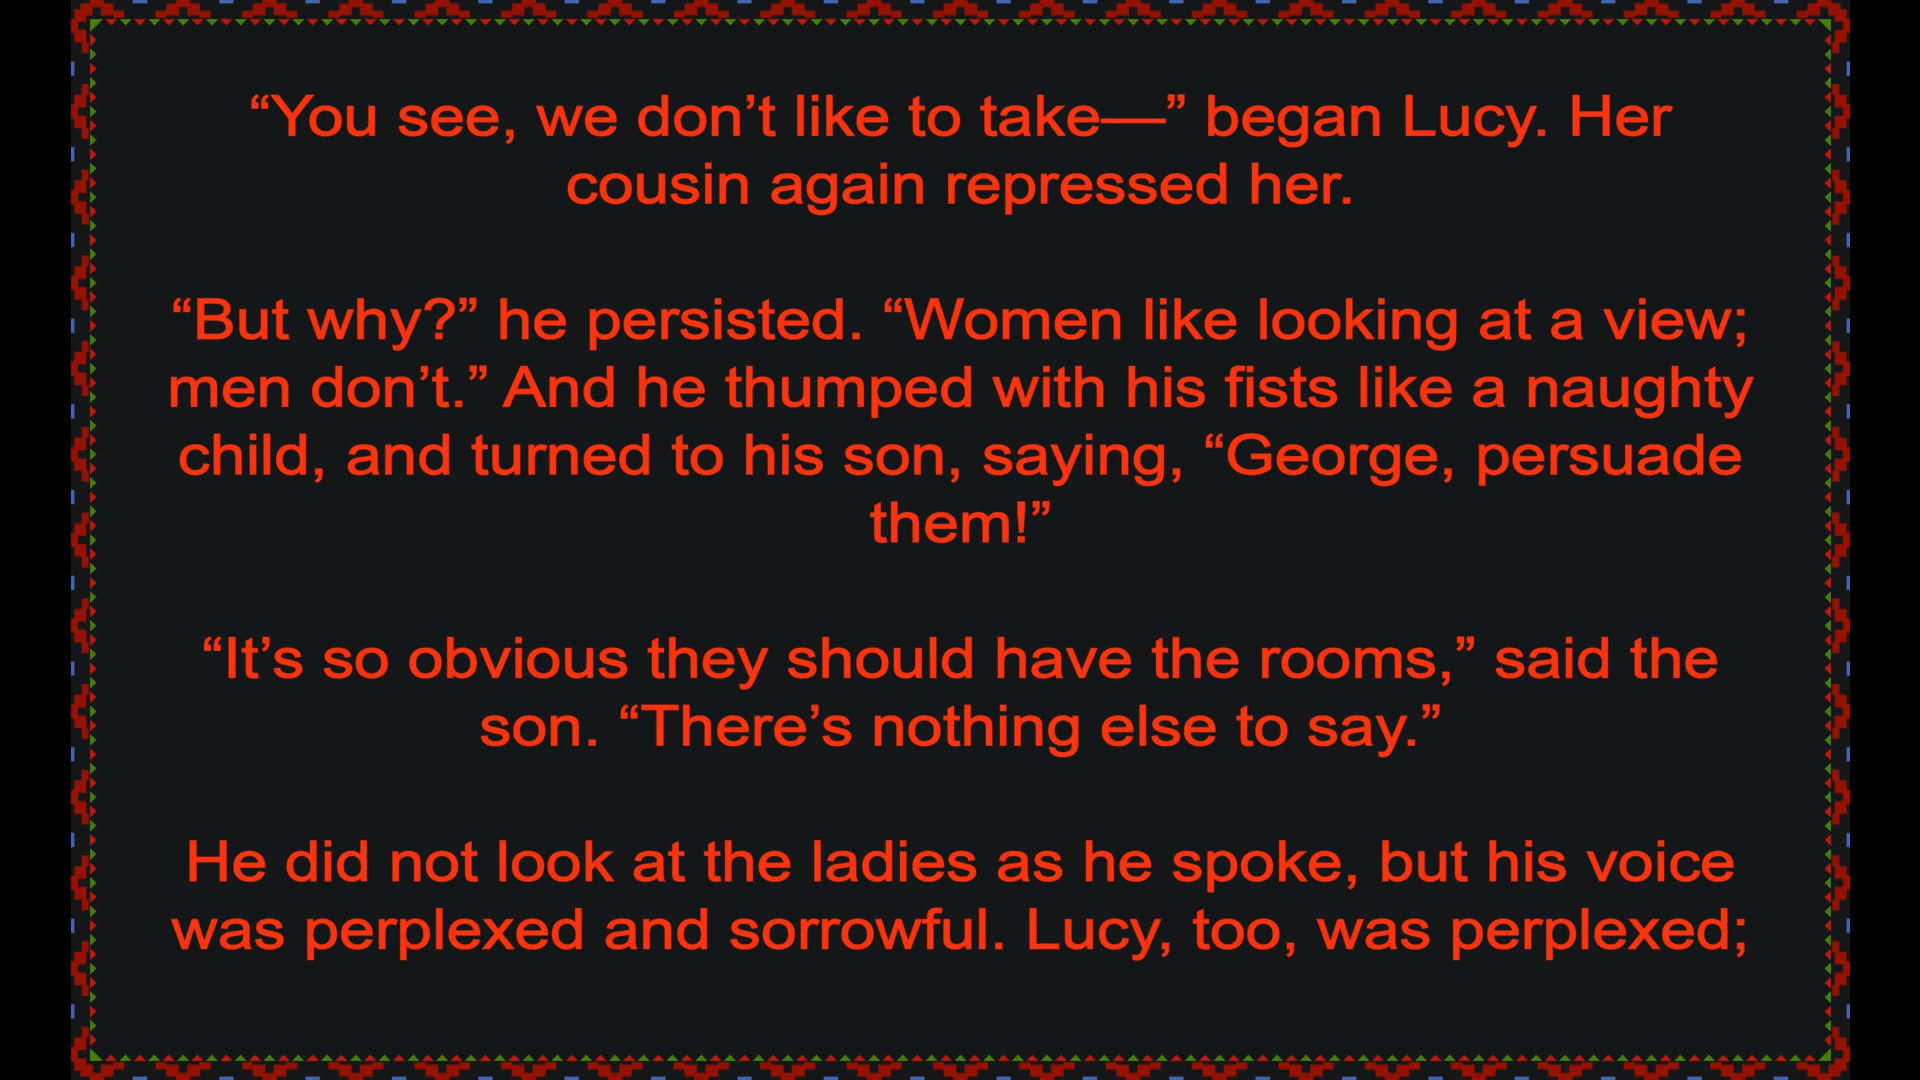 “You see, we don’t like to take—” began Lucy. Her
cousin again repressed her.
“But why?” he persisted. “Women like looking at a view;
men don’t.” And he thumped with his fists like a naughty
child, and turned to his son, saying, “George, persuade
them!”
“It’s so obvious they should have the rooms,” said the
son. “There’s nothing else to say.”
He did not look at the ladies as he spoke, but his voice
was perplexed and sorrowful. Lucy, too, was perplexed;